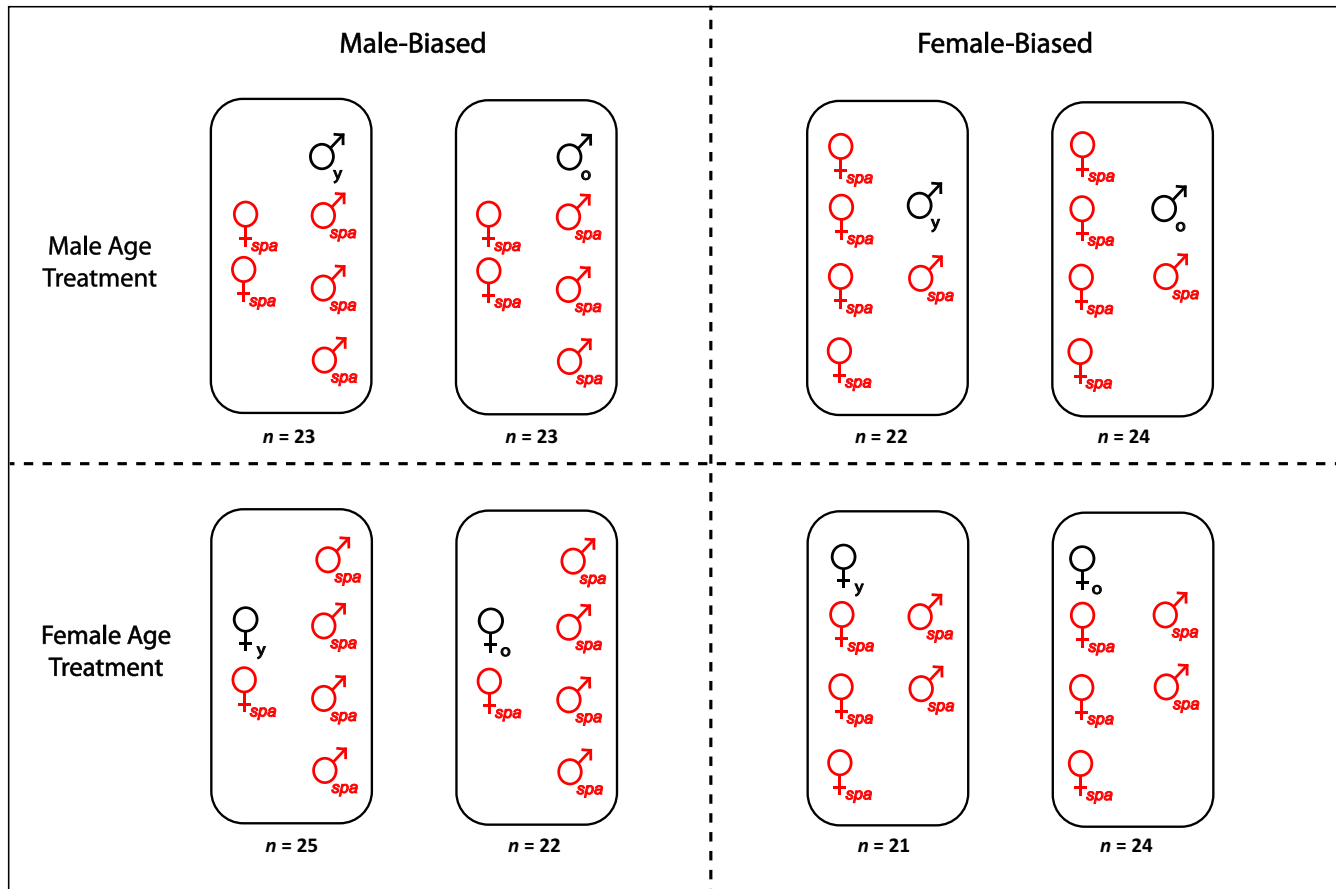 Male-Biased
Female-Biased
Male Age
Treatment
♂y
♀spa ♂spa
♀spa ♂spa
♂spa
n = 23
♂o
♀spa ♂spa
♀spa ♂spa
♂spa
n = 23
♀spa
♀spa ♂y
♀spa ♂spa
♀spa
n = 22
♀spa
♀spa ♂o
♀spa ♂spa
♀spa
n = 24
Female Age
Treatment
♂spa
♀y ♂spa
♀spa ♂spa
♂spa
n = 25
♂spa
♀o ♂spa
♀spa ♂spa
♂spa
n = 22
♀y
♀spa ♂spa
♀spa ♂spa
♀spa
n = 21
♀o
♀spa ♂spa
♀spa ♂spa
♀spa
n = 24